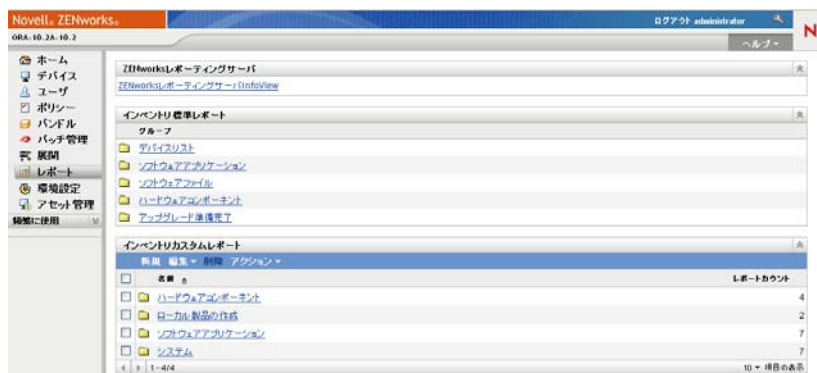 Novell® ZENworks®
ログアウト administrator
N
ORA-10.2A-10.2
ヘルプ
ホーム
デバイス
ユーザ
ポリシー
バンドル
パッチ管理
展開
レポート
環境設定
アセット管理
頻繁に使用
ZENworksレポーティングサーバ
ZENworksレポーティングサーバInfoView
インベントリ標準レポート
グループ
デバイスリスト
ソフトウェアアプリケーション
ソフトウェアファイル
ハードウェアコンポーネント
アップグレード準備完了
インベントリカスタムレポート
新規 編集 削除 アクション
名前 レポートカウント
ハードウェアコンポーネント 4
ローカル製品の作成 2
ソフトウェアアプリケーション 7
システム 7
1 - 4/4 10 項目の表示